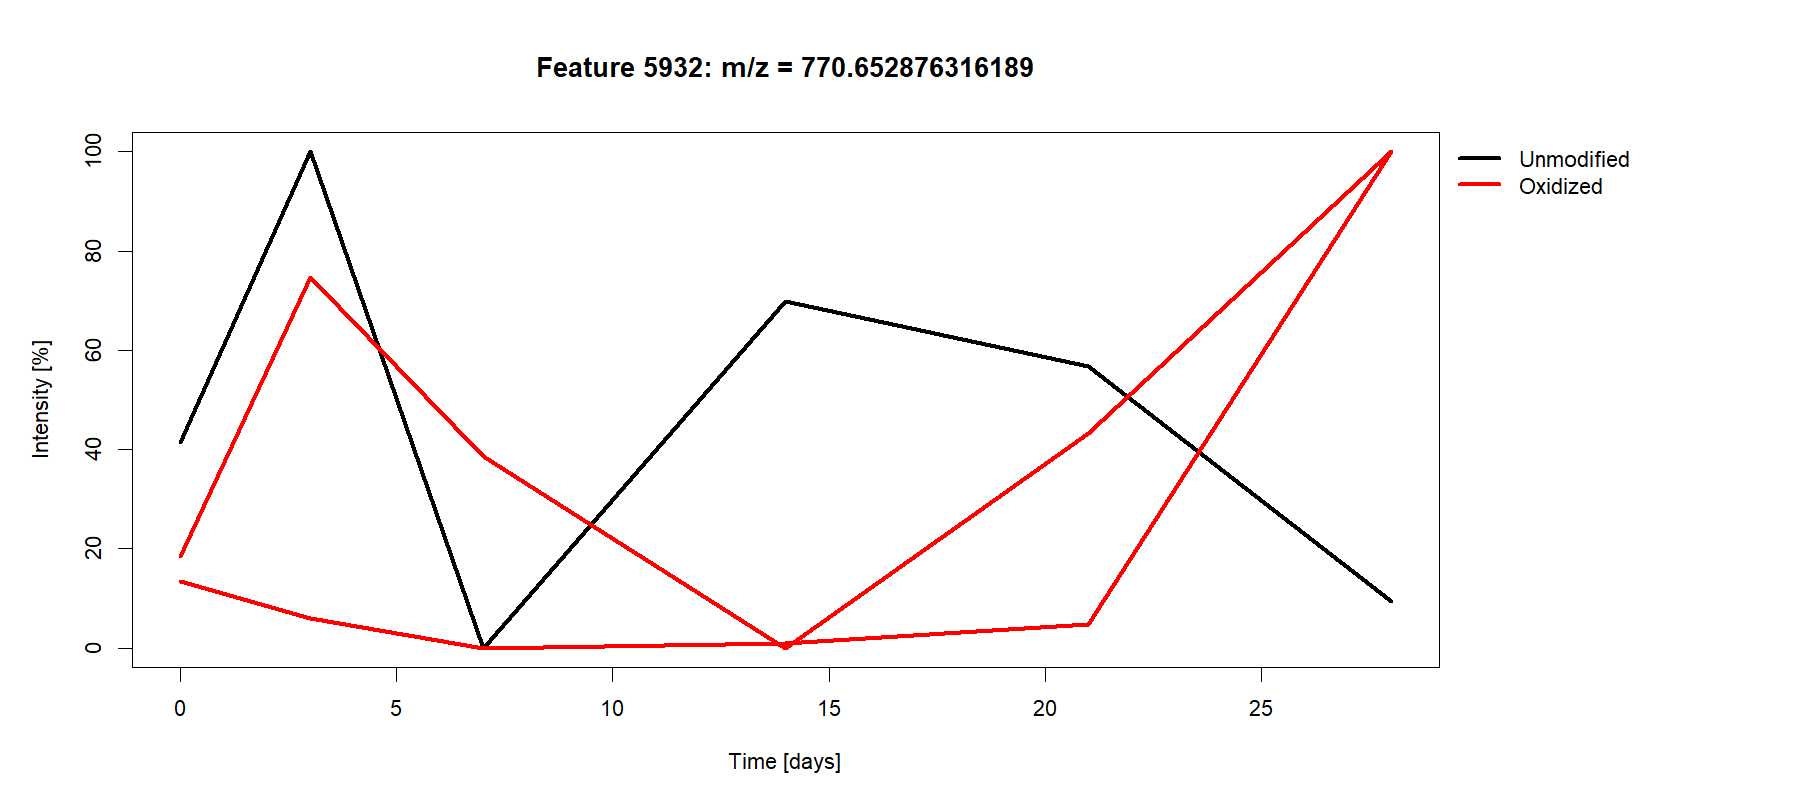 Feature 5932: m/z = 770.652876316189
Unmodified
Oxidized
Intensity [%]
100
80
60
40
20
0
0 5 10 15 20 25
Time [days]